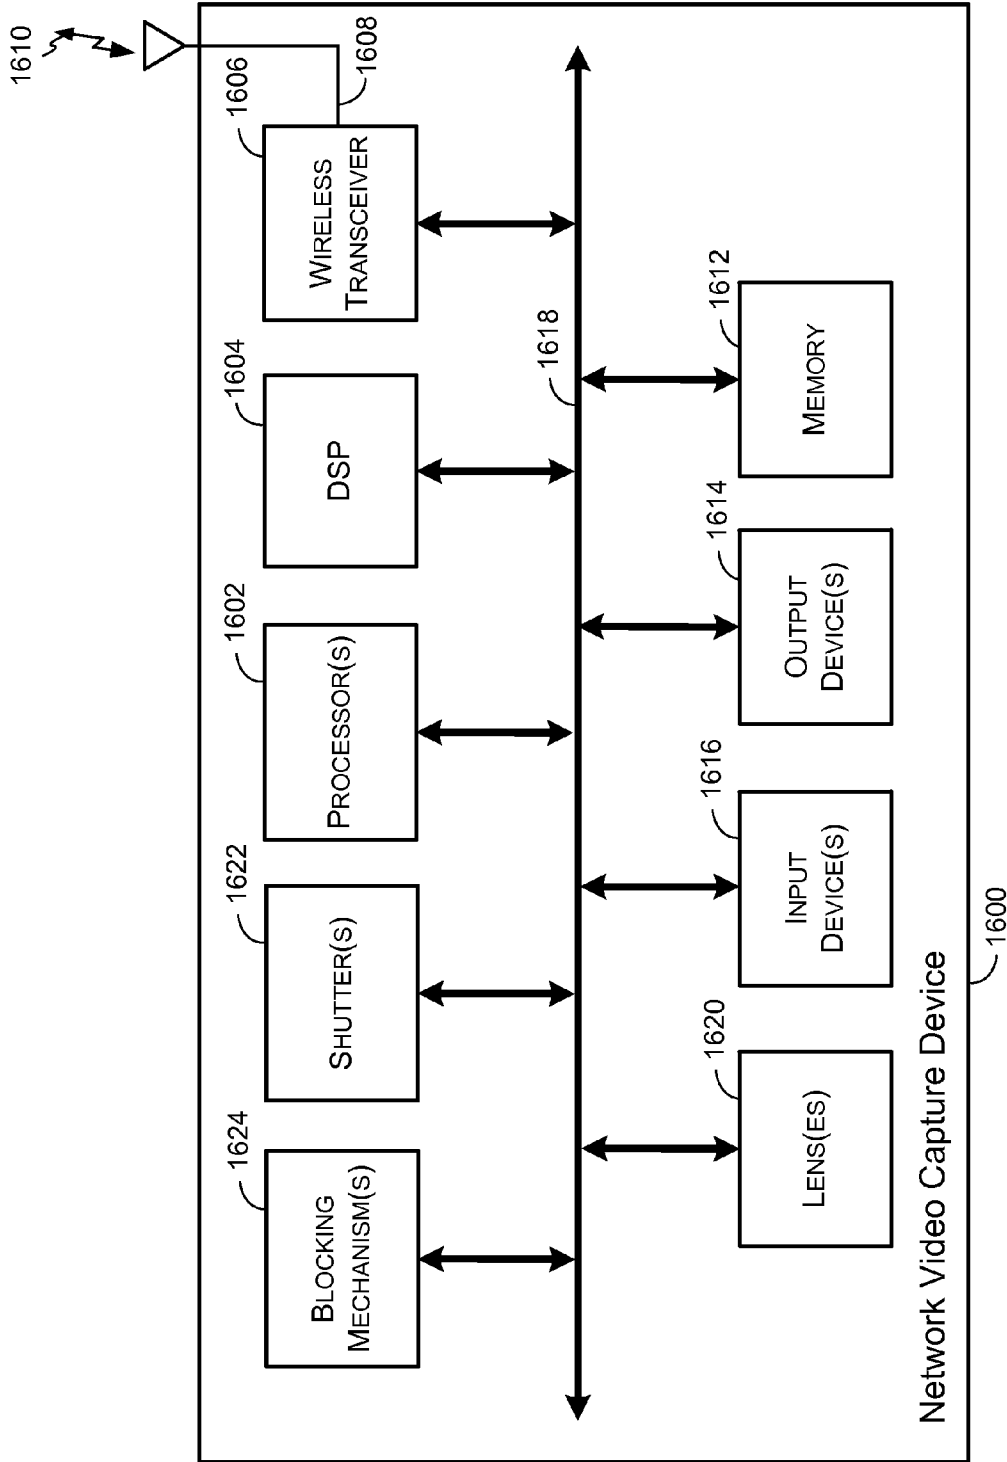 1624
BLOCKING
MECHANISM(S)
1622
SHUTTER(S)
1602
PROCESSOR(S)
1604
DSP
1606
WIRELESS
TRANSCEIVER
1608
1610
1618
1620
LENS(ES)
1616
INPUT
DEVICE(S)
1614
OUTPUT
DEVICE(S)
1612
MEMORY
Network Video Capture Device
1600